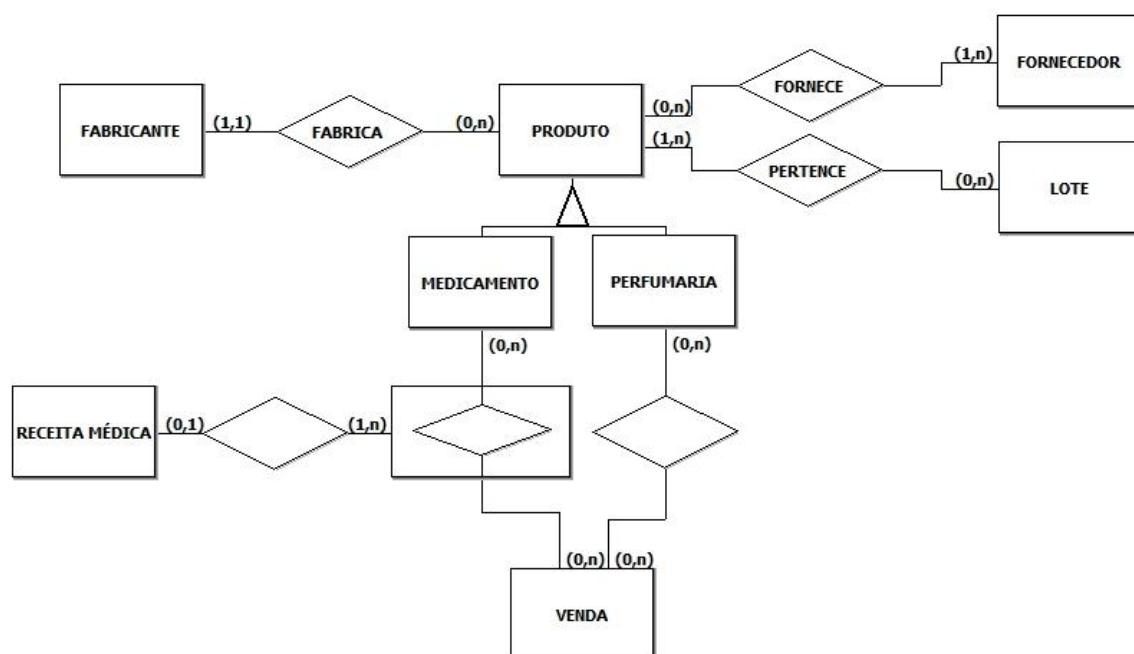 (1,n)
FORNECEDOR
FORNECE
(0,n)
FABRICANTE
(1,1)
FABRICA
(0,n)
PRODUTO
(1,n)
PERTENCE
(0,n)
LOTE
MEDICAMENTO
PERFUMARIA
(0,n)
(0,n)
RECEITA MÉDICA
(0,1)
(1,n)
(0,n)
(0,n)
VENDA